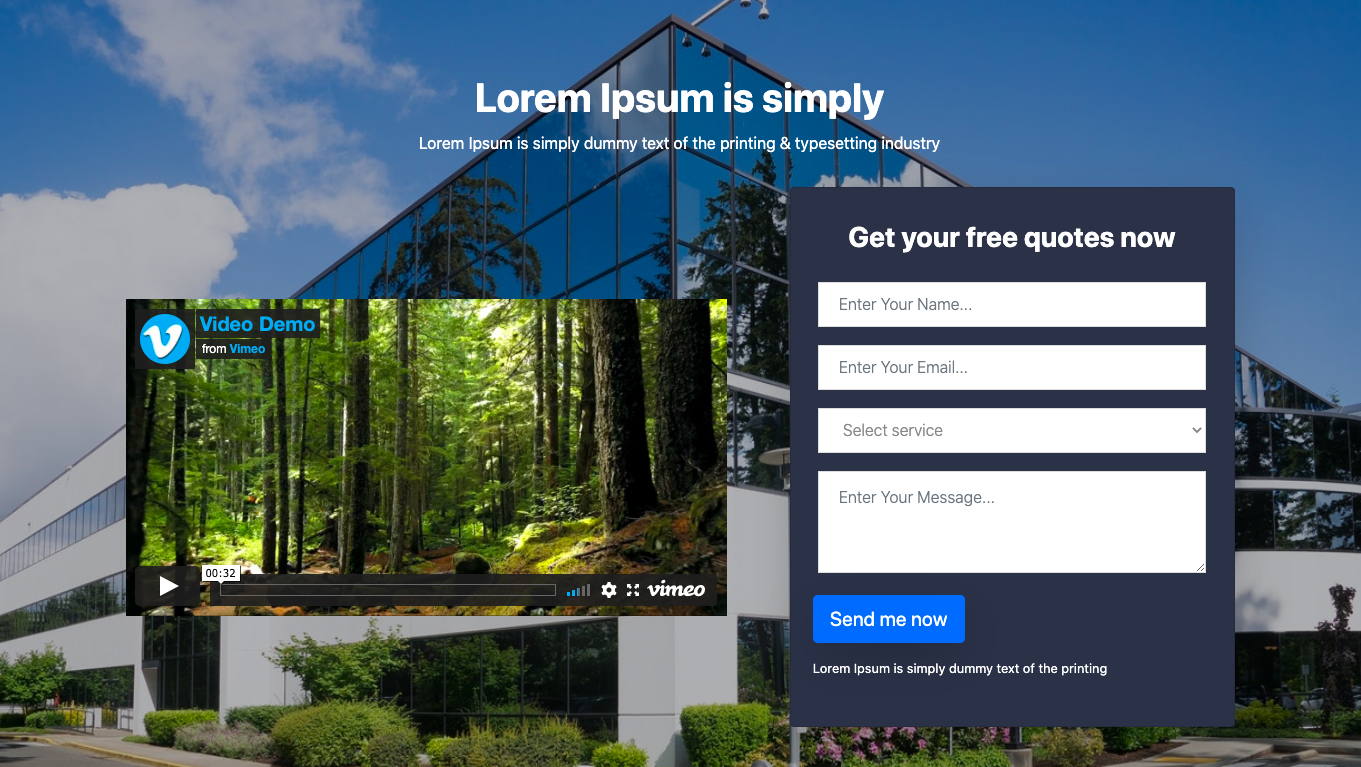 Lorem Ipsum is simply
Lorem Ipsum is simply dummy text of the printing & typesetting industry
Get your free quotes now
Enter Your Name...
Enter Your Email...
Select service
Enter Your Message...
Send me now
Lorem Ipsum is simply dummy text of the printing
Video Demo
from Vimeo
00:32
vimeo